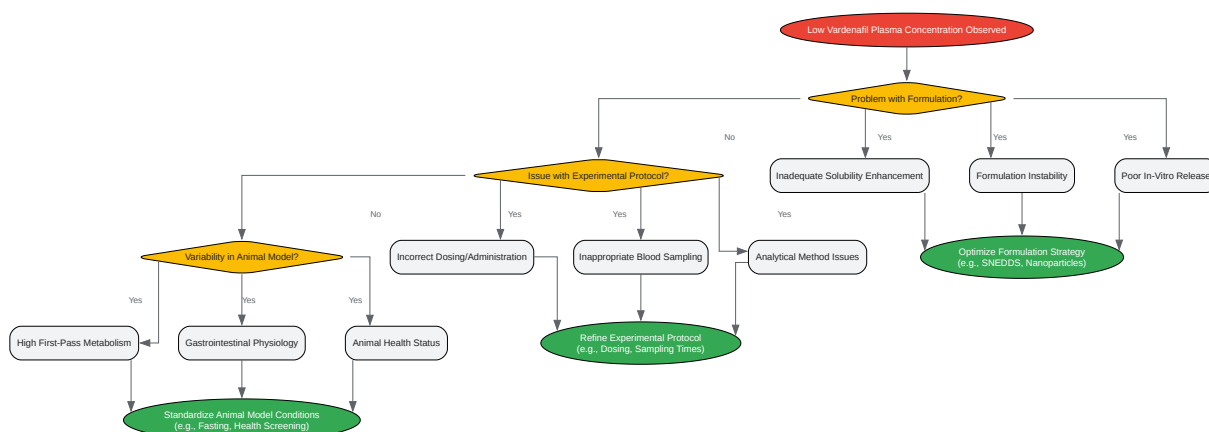 Low Vardenafil Plasma Concentration Observed
Problem with Formulation?
No
Yes
Yes
Yes
Issue with Experimental Protocol?
Inadequate Solubility Enhancement
Formulation Instability
Poor In-Vitro Release
No
Yes
Yes
Yes
Variability in Animal Model?
Incorrect Dosing/Administration
Inappropriate Blood Sampling
Analytical Method Issues
Optimize Formulation Strategy
(e.g., SNEDDS, Nanoparticles)
Yes
Yes
Yes
High First-Pass Metabolism
Gastrointestinal Physiology
Animal Health Status
Refine Experimental Protocol
(e.g., Dosing, Sampling Times)
Standardize Animal Model Conditions
(e.g., Fasting, Health Screening)